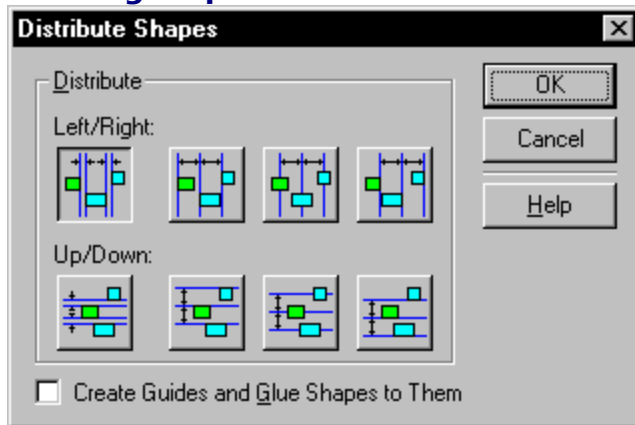 Distribute Shapes
Distribute
OK
Left/Right:
Cancel
Help
Up/Down:
Create Guides and Glue Shapes to Them